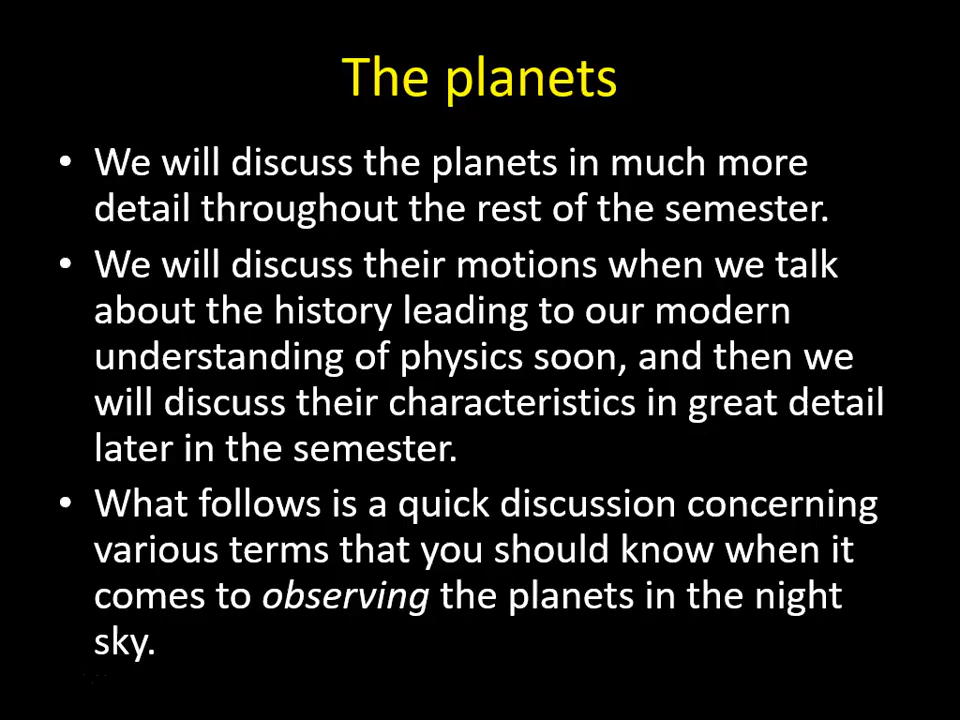 The planets
• We will discuss the planets in much more
detail throughout the rest of the semester.
• We will discuss their motions when we talk
about the history leading to our modern
understanding of physics soon, and then we
will discuss their characteristics in great detail
later in the semester.
• What follows is a quick discussion concerning
various terms that you should know when it
comes to observing the planets in the night
sky.